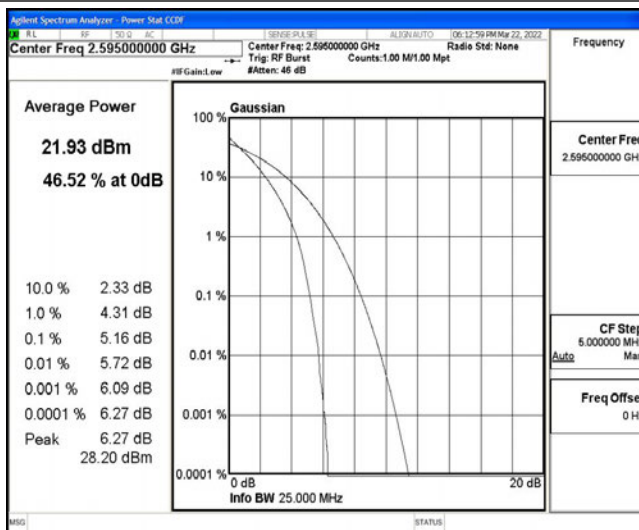 Agilent Spectrum Analyzer - Power Stat CCDF
RL RF 50 Ω AC SENSE:PULSE ALIGN AUTO 06:12:59 PM Mar 22, 2022
Center Freq 2.595000000 GHz
Center Freq: 2.595000000 GHz Radio Std: None
Trig: RF Burst Counts:1.00 M/1.00 Mpt
#IFGain:Low #Atten: 46 dB
Frequency
Average Power
21.93 dBm
46.52 % at 0dB
10.0 % 2.33 dB
1.0 % 4.31 dB
0.1 % 5.16 dB
0.01 % 5.72 dB
0.001 % 6.09 dB
0.0001 % 6.27 dB
Peak 6.27 dB
28.20 dBm
Gaussian
100 %
10 %
1 %
0.1 %
0.01 %
0.001 %
0.0001 %
0 dB 20 dB
Info BW 25.000 MHz
Center Fre
2.595000000 GH
CF Step
5.000000 MH
Auto Ma
Freq Offse
0 H
MSG STATUS